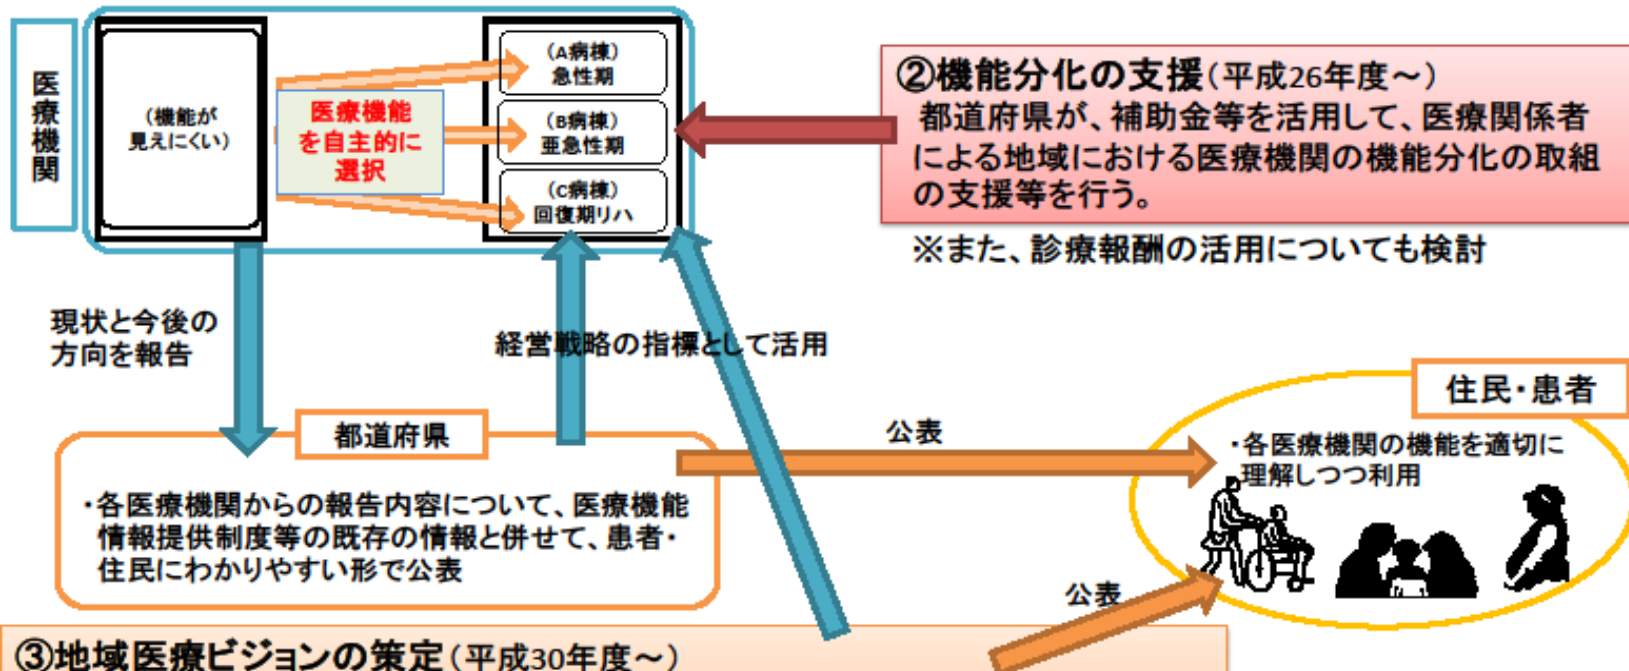 医療機関
(機能が
見えにくい)
医療機能
を自主的に
選択
(A病棟)
急性期
(B病棟)
亜急性期
(C病棟)
回復期リハ
②機能分化の支援(平成26年度～)
都道府県が、補助金等を活用して、医療関係者
による地域における医療機関の機能分化の取組
の支援等を行う。
※また、診療報酬の活用についても検討
現状と今後の
方向を報告
経営戦略の指標として活用
都道府県
・各医療機関からの報告内容について、医療機能
情報提供制度等の既存の情報と併せて、患者・
住民にわかりやすい形で公表
公表
住民・患者
・各医療機関の機能を適切に
理解しつつ利用
公表
③地域医療ビジョンの策定(平成30年度～)